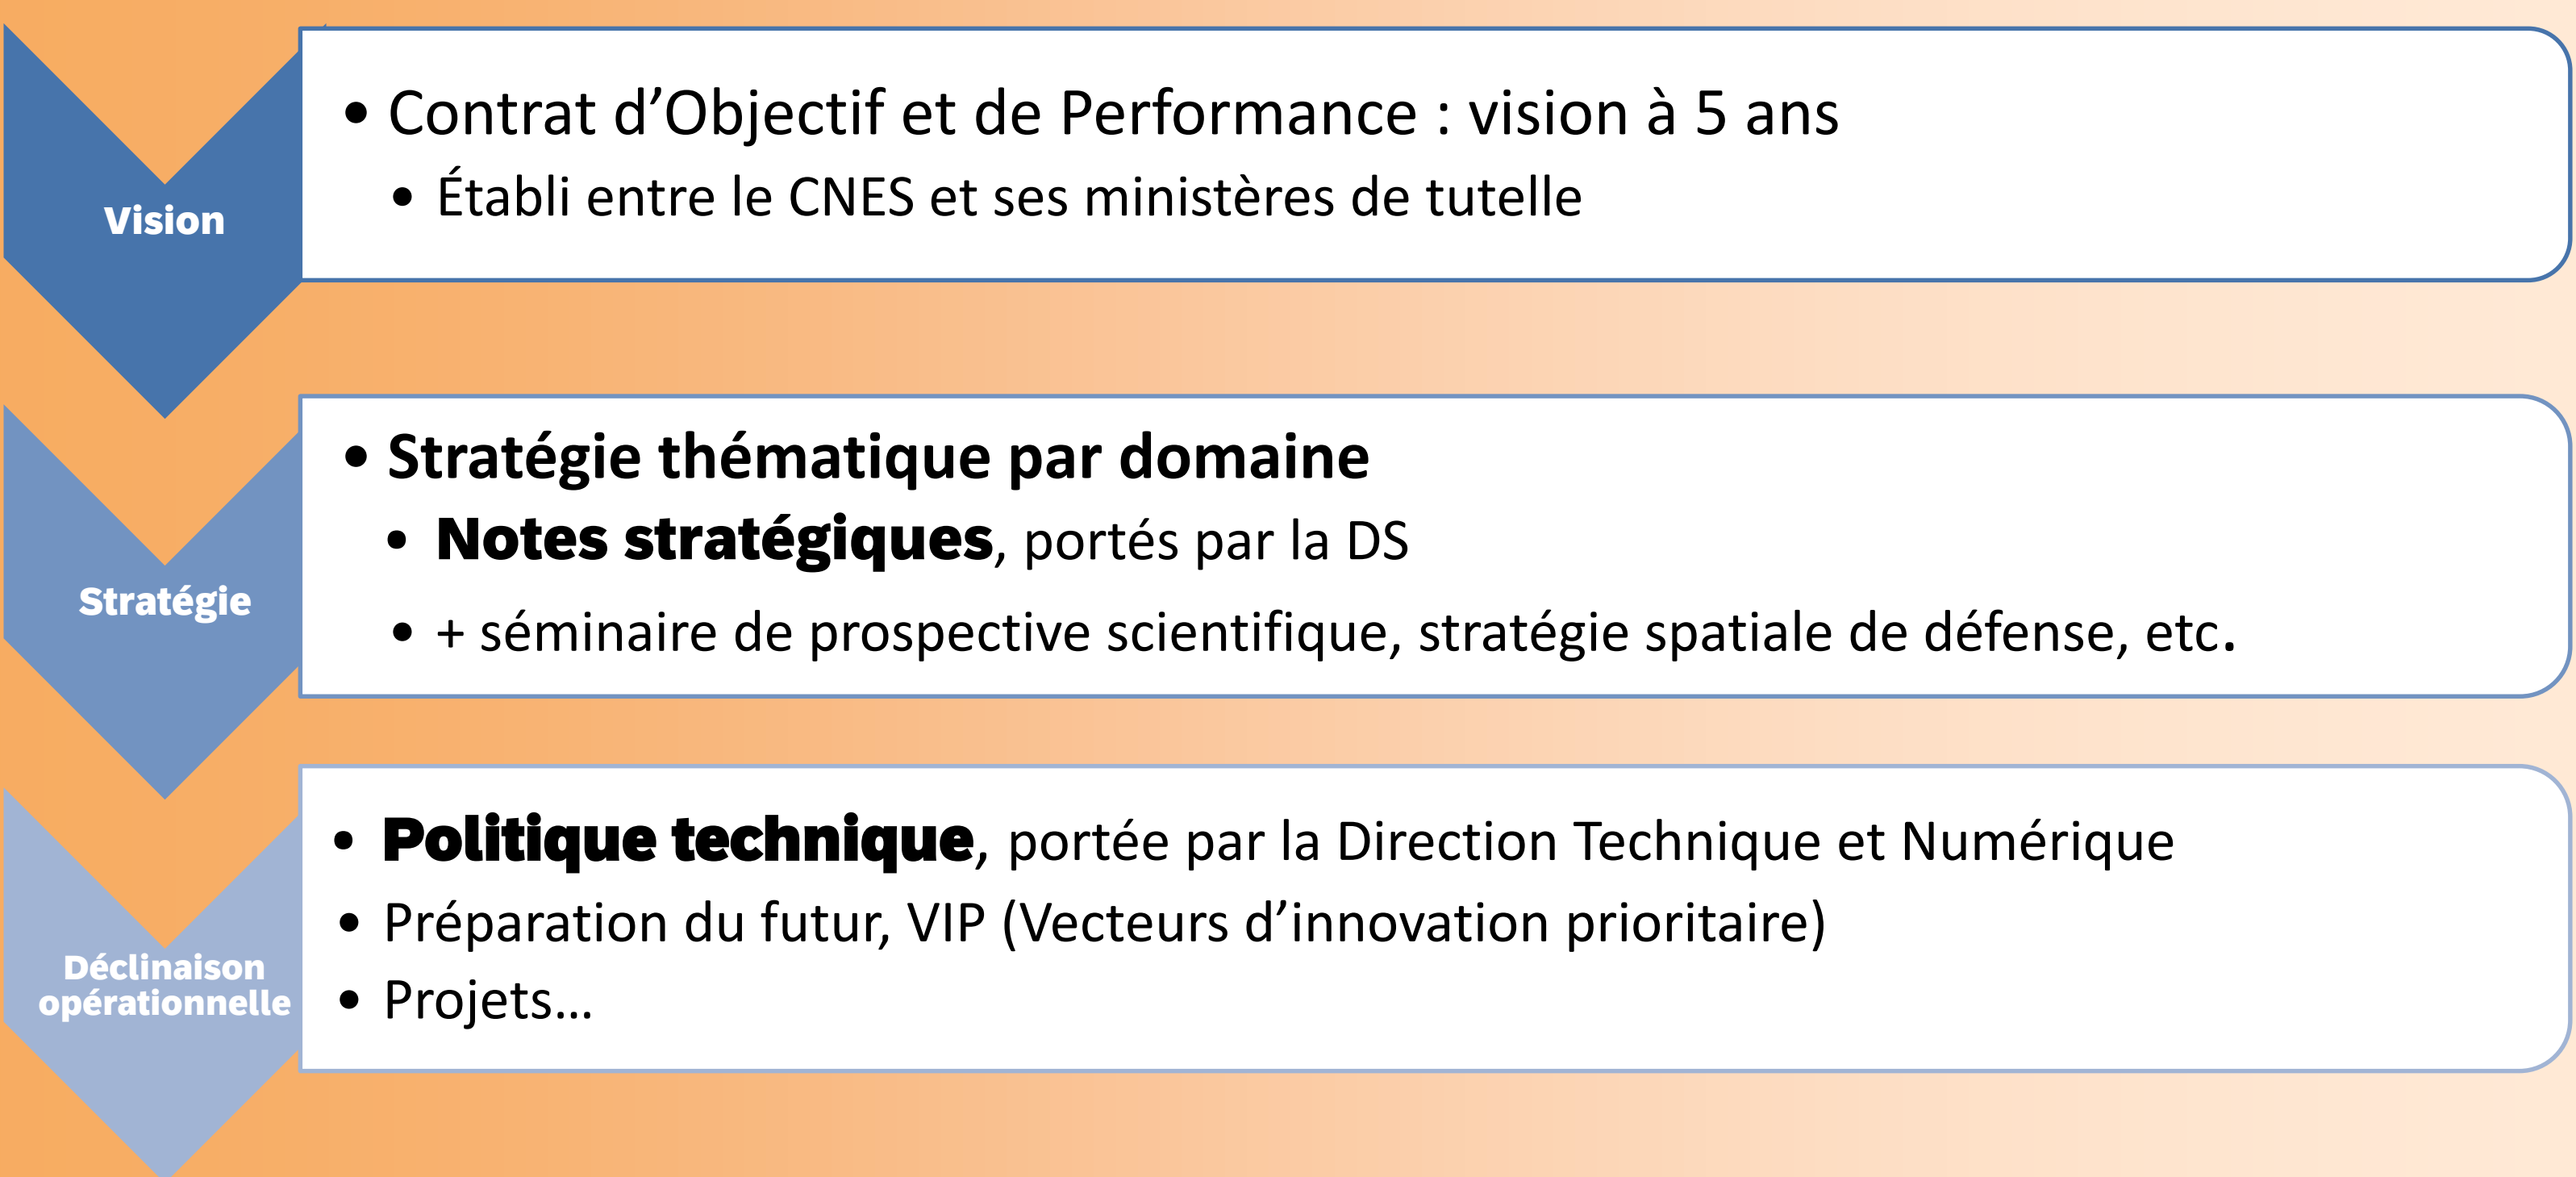 Vision
• Contrat d’Objectif et de Performance : vision à 5 ans
• Établi entre le CNES et ses ministères de tutelle
Stratégie
• Stratégie thématique par domaine
• Notes stratégiques, portés par la DS
• + séminaire de prospective scientifique, stratégie spatiale de défense, etc.
Déclinaison
opérationnelle
• Politique technique, portée par la Direction Technique et Numérique
• Préparation du futur, VIP (Vecteurs d’innovation prioritaire)
• Projets…